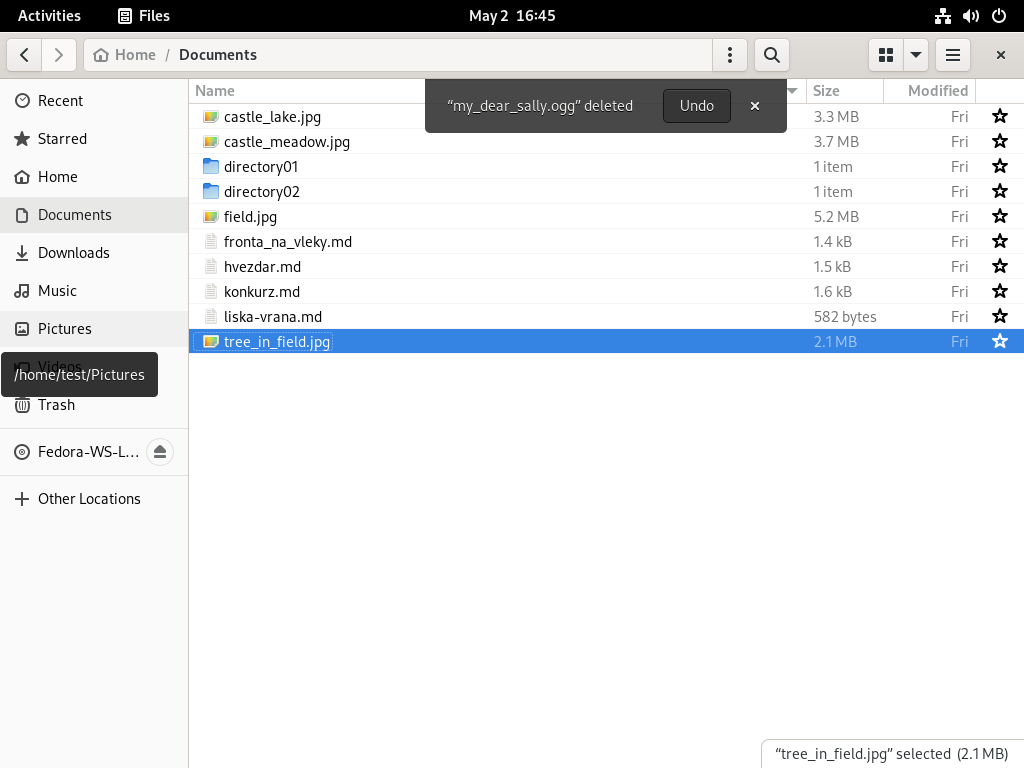 Activities Files May 2 16:45
Home / Documents
Recent
Starred
Home
Documents
Downloads
Music
Pictures
Videos
/home/test/Pictures
Trash
Fedora-WS-L…
Other Locations
Name Size Modified
"my_dear_sally.ogg" deleted Undo
castle_lake.jpg 3.3 MB Fri
castle_meadow.jpg 3.7 MB Fri
directory01 1 item Fri
directory02 1 item Fri
field.jpg 5.2 MB Fri
fronta_na_vleky.md 1.4 kB Fri
hvezdar.md 1.5 kB Fri
konkurz.md 1.6 kB Fri
liska-vrana.md 582 bytes Fri
tree_in_field.jpg 2.1 MB Fri
"tree_in_field.jpg" selected (2.1 MB)